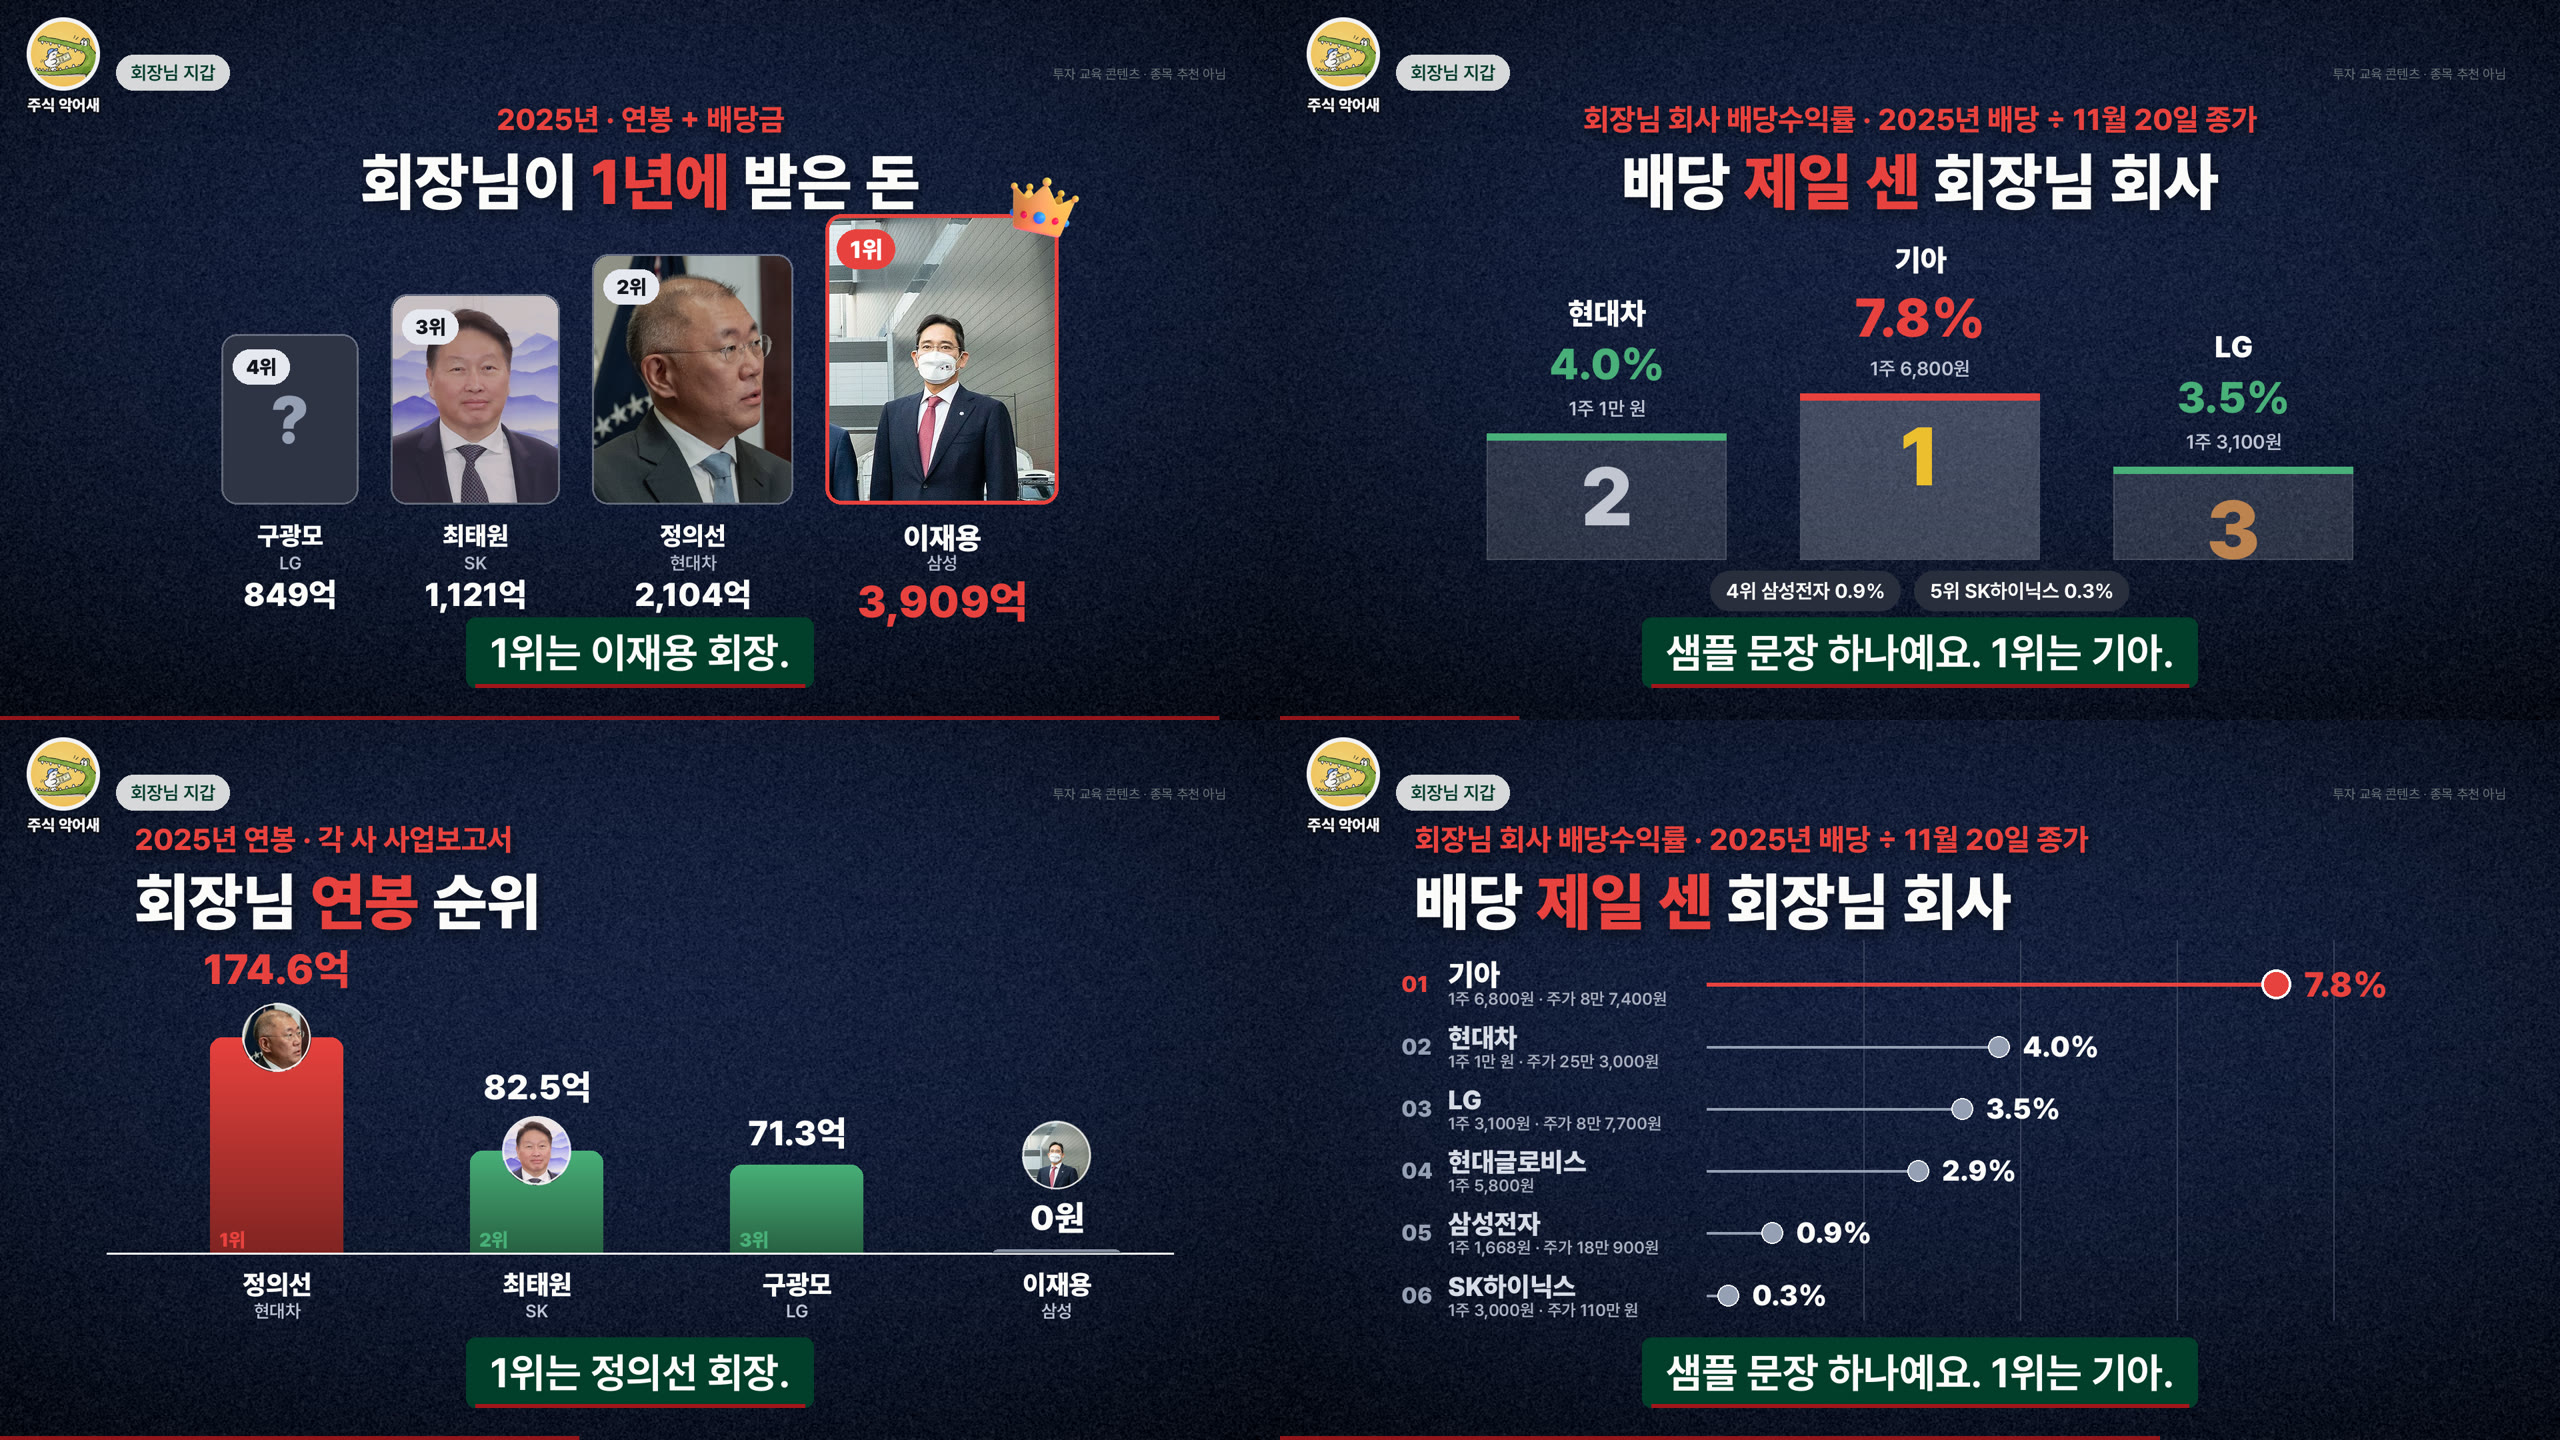 주식 악어새
회장님 지갑
투자 교육 콘텐츠 · 종목 추천 아님
2025년 · 연봉 + 배당금
회장님이 1년에 받은 돈
4위
?
구광모
LG
849억
3위
최태원
SK
1,121억
2위
정의선
현대차
2,104억
1위
이재용
삼성
3,909억
1위는 이재용 회장.
주식 악어새
회장님 지갑
투자 교육 콘텐츠 · 종목 추천 아님
회장님 회사 배당수익률 · 2025년 배당 ÷ 11월 20일 종가
배당 제일 센 회장님 회사
현대차
4.0%
1주 1만 원
2
기아
7.8%
1주 6,800원
1
LG
3.5%
1주 3,100원
3
4위 삼성전자 0.9%
5위 SK하이닉스 0.3%
샘플 문장 하나예요. 1위는 기아.
주식 악어새
회장님 지갑
투자 교육 콘텐츠 · 종목 추천 아님
2025년 연봉 · 각 사 사업보고서
회장님 연봉 순위
174.6억
1위
정의선
현대차
82.5억
2위
최태원
SK
71.3억
3위
구광모
LG
0원
이재용
삼성
1위는 정의선 회장.
주식 악어새
회장님 지갑
투자 교육 콘텐츠 · 종목 추천 아님
회장님 회사 배당수익률 · 2025년 배당 ÷ 11월 20일 종가
배당 제일 센 회장님 회사
01 기아 7.8%
1주 6,800원 · 주가 8만 7,400원
02 현대차 4.0%
1주 1만 원 · 주가 25만 3,000원
03 LG 3.5%
1주 3,100원 · 주가 8만 7,700원
04 현대글로비스 2.9%
1주 5,800원
05 삼성전자 0.9%
1주 1,668원 · 주가 18만 900원
06 SK하이닉스 0.3%
1주 3,000원 · 주가 110만 원
샘플 문장 하나예요. 1위는 기아.